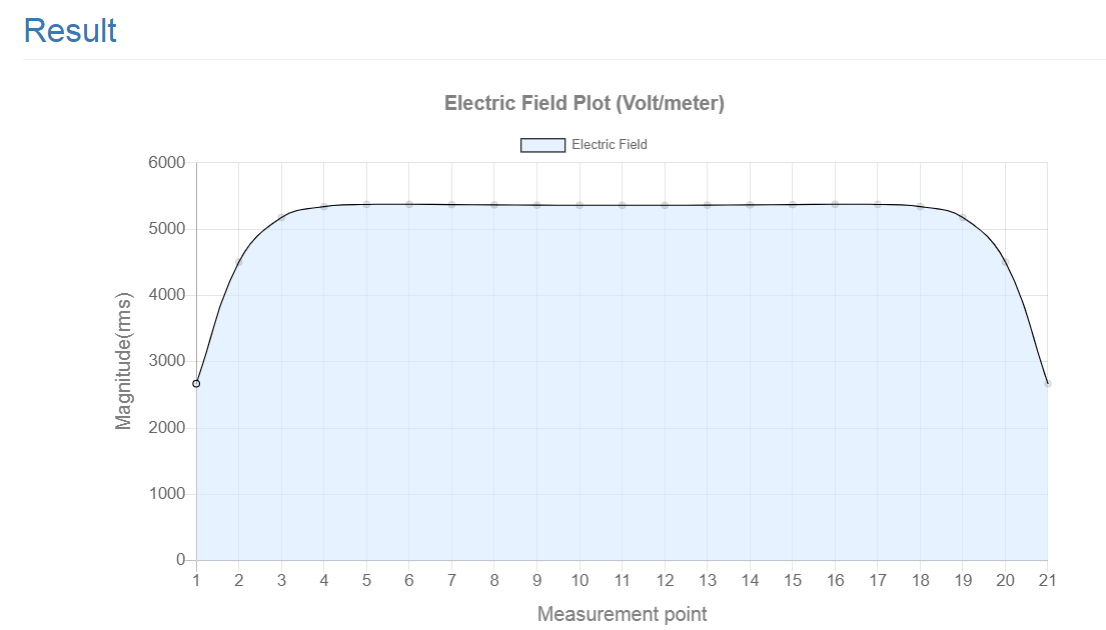 Result
Electric Field Plot (Volt/meter)
Electric Field
6000
5000
4000
3000
2000
1000
0
Magnitude(rms)
1 2 3 4 5 6 7 8 9 10 11 12 13 14 15 16 17 18 19 20 21
Measurement point